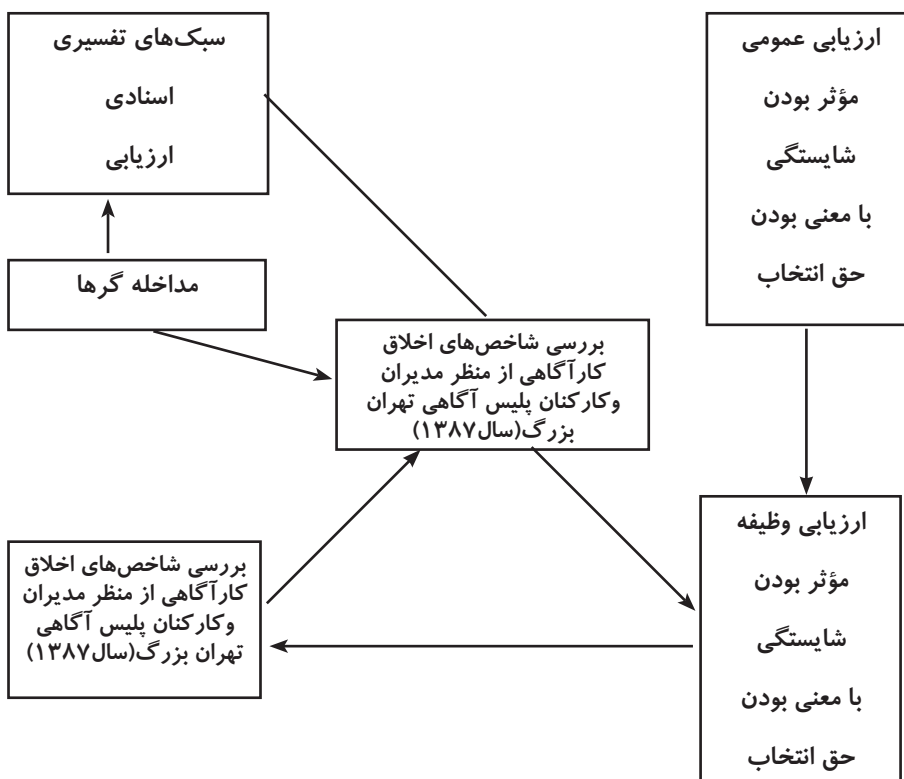 ارزیابی عمومی
مؤثر بودن
شایستگی
با معنی بودن
حق انتخاب
سبک‌های تفسیری
اسنادی
ارزیابی
مداخله گرها
بررسی شاخص‌های اخلاق
کارآگاهی از منظر مدیران
وکارکنان پلیس آگاهی تهران
بزرگ(سال۱۳۸۷)
ارزیابی وظیفه
مؤثر بودن
شایستگی
با معنی بودن
حق انتخاب
بررسی شاخص‌های اخلاق
کارآگاهی از منظر مدیران
وکارکنان پلیس آگاهی
تهران بزرگ(سال۱۳۸۷)